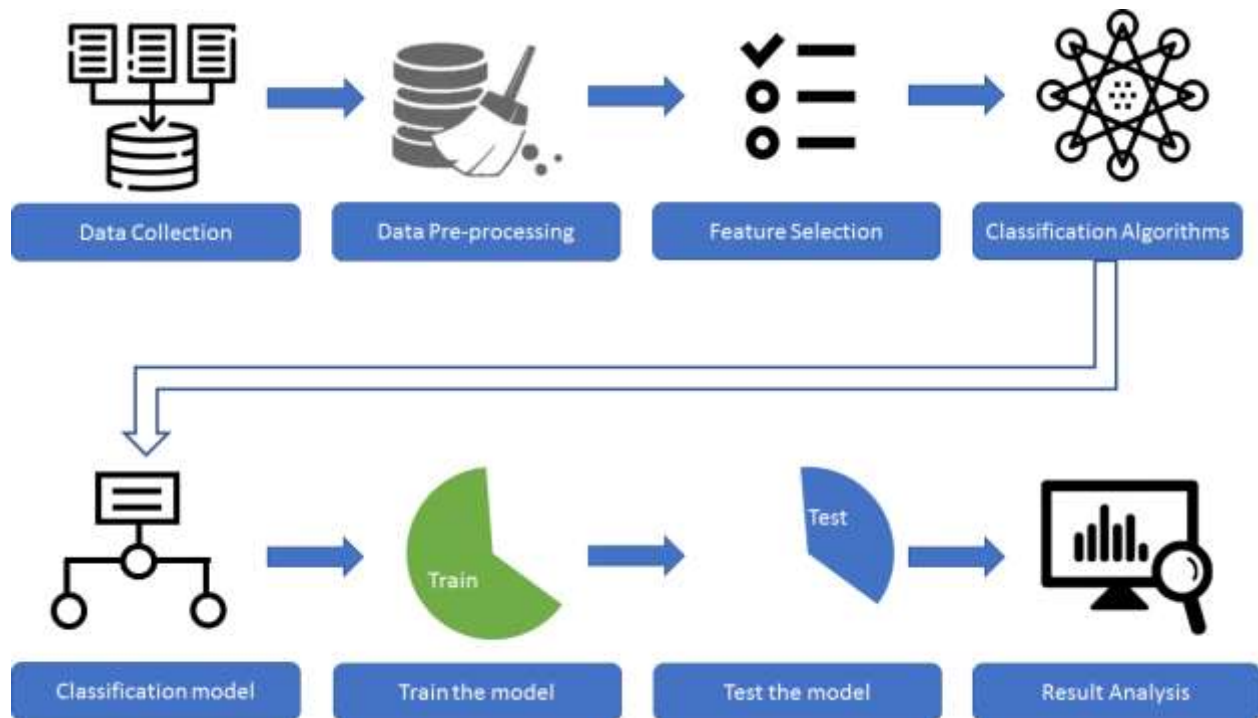 Data Collection
Data Pre-processing
Feature Selection
Classification Algorithms
Train
Test
Classification model
Train the model
Test the model
Result Analysis